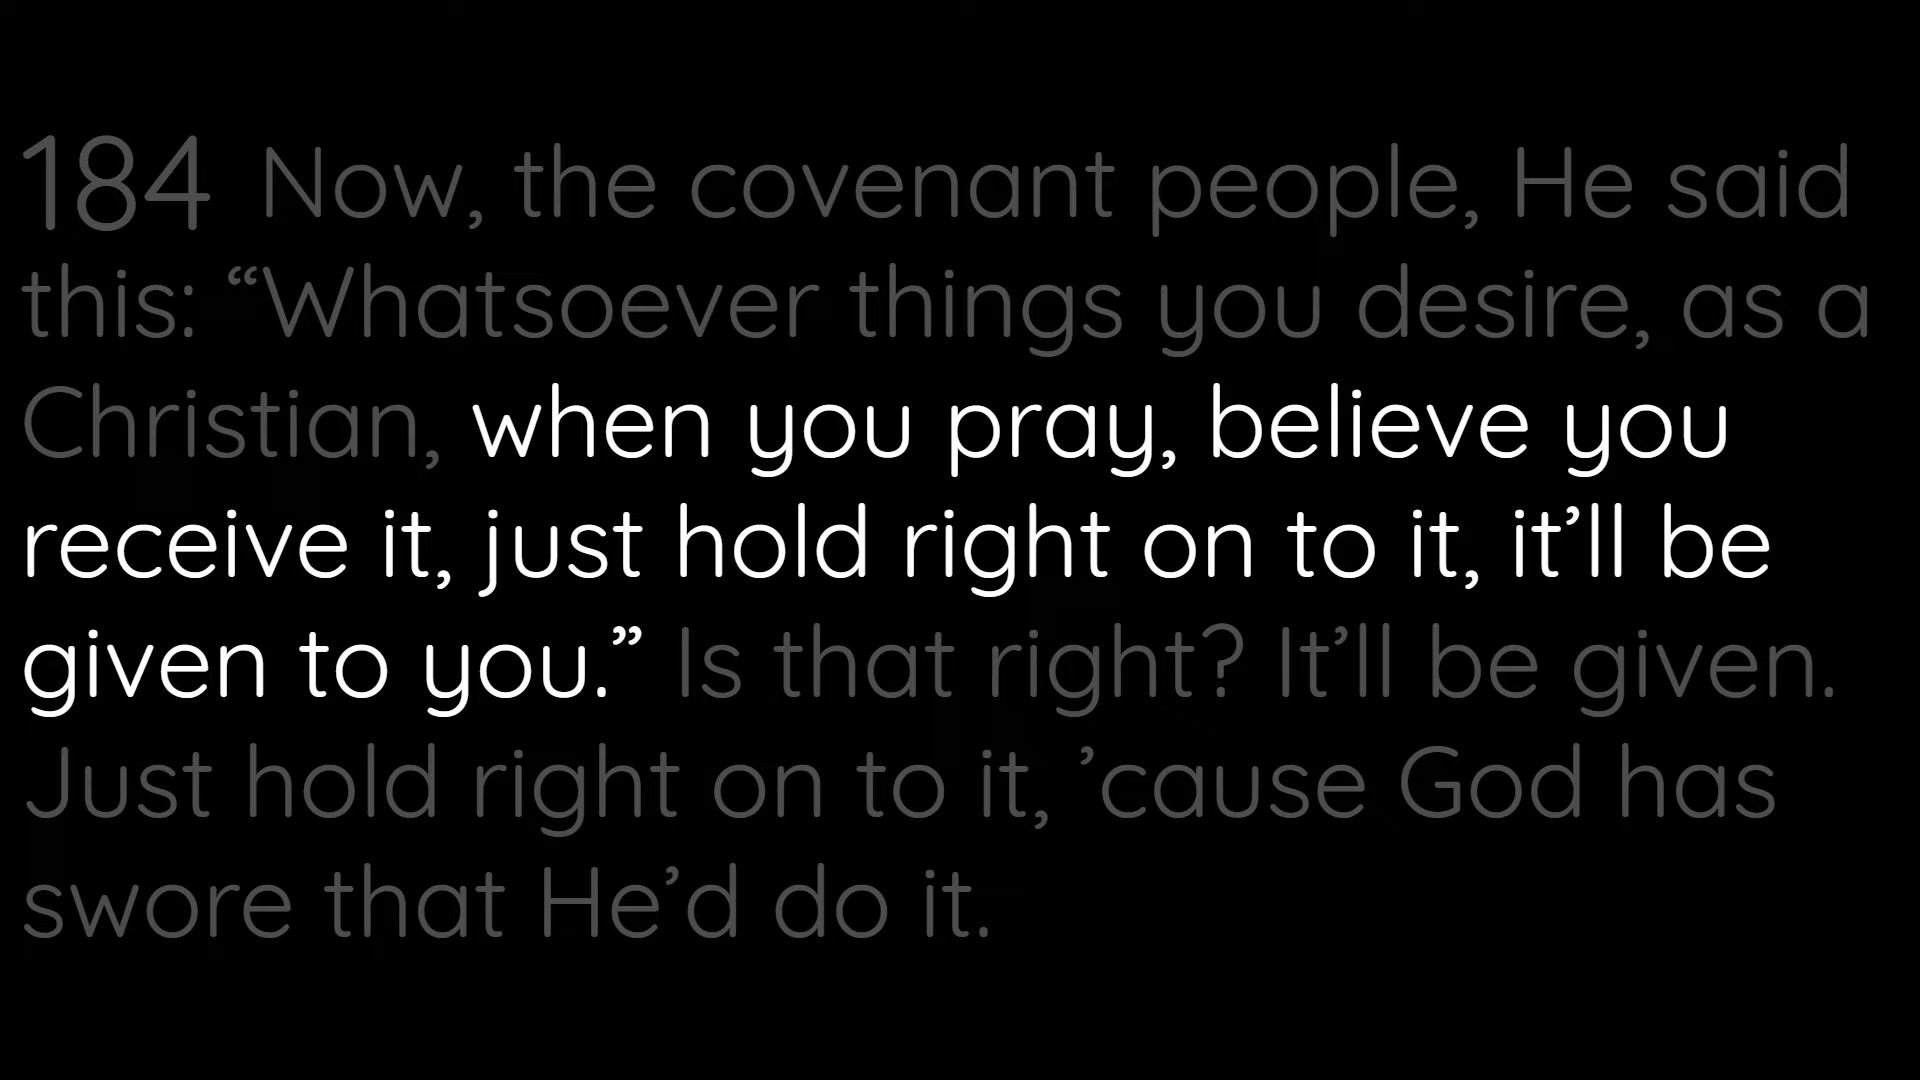 184 Now, the covenant people, He said
this: “Whatsoever things you desire, as a
Christian, when you pray, believe you
receive it, just hold right on to it, it’ll be
given to you.” Is that right? It’ll be given.
Just hold right on to it, ’cause God has
swore that He’d do it.